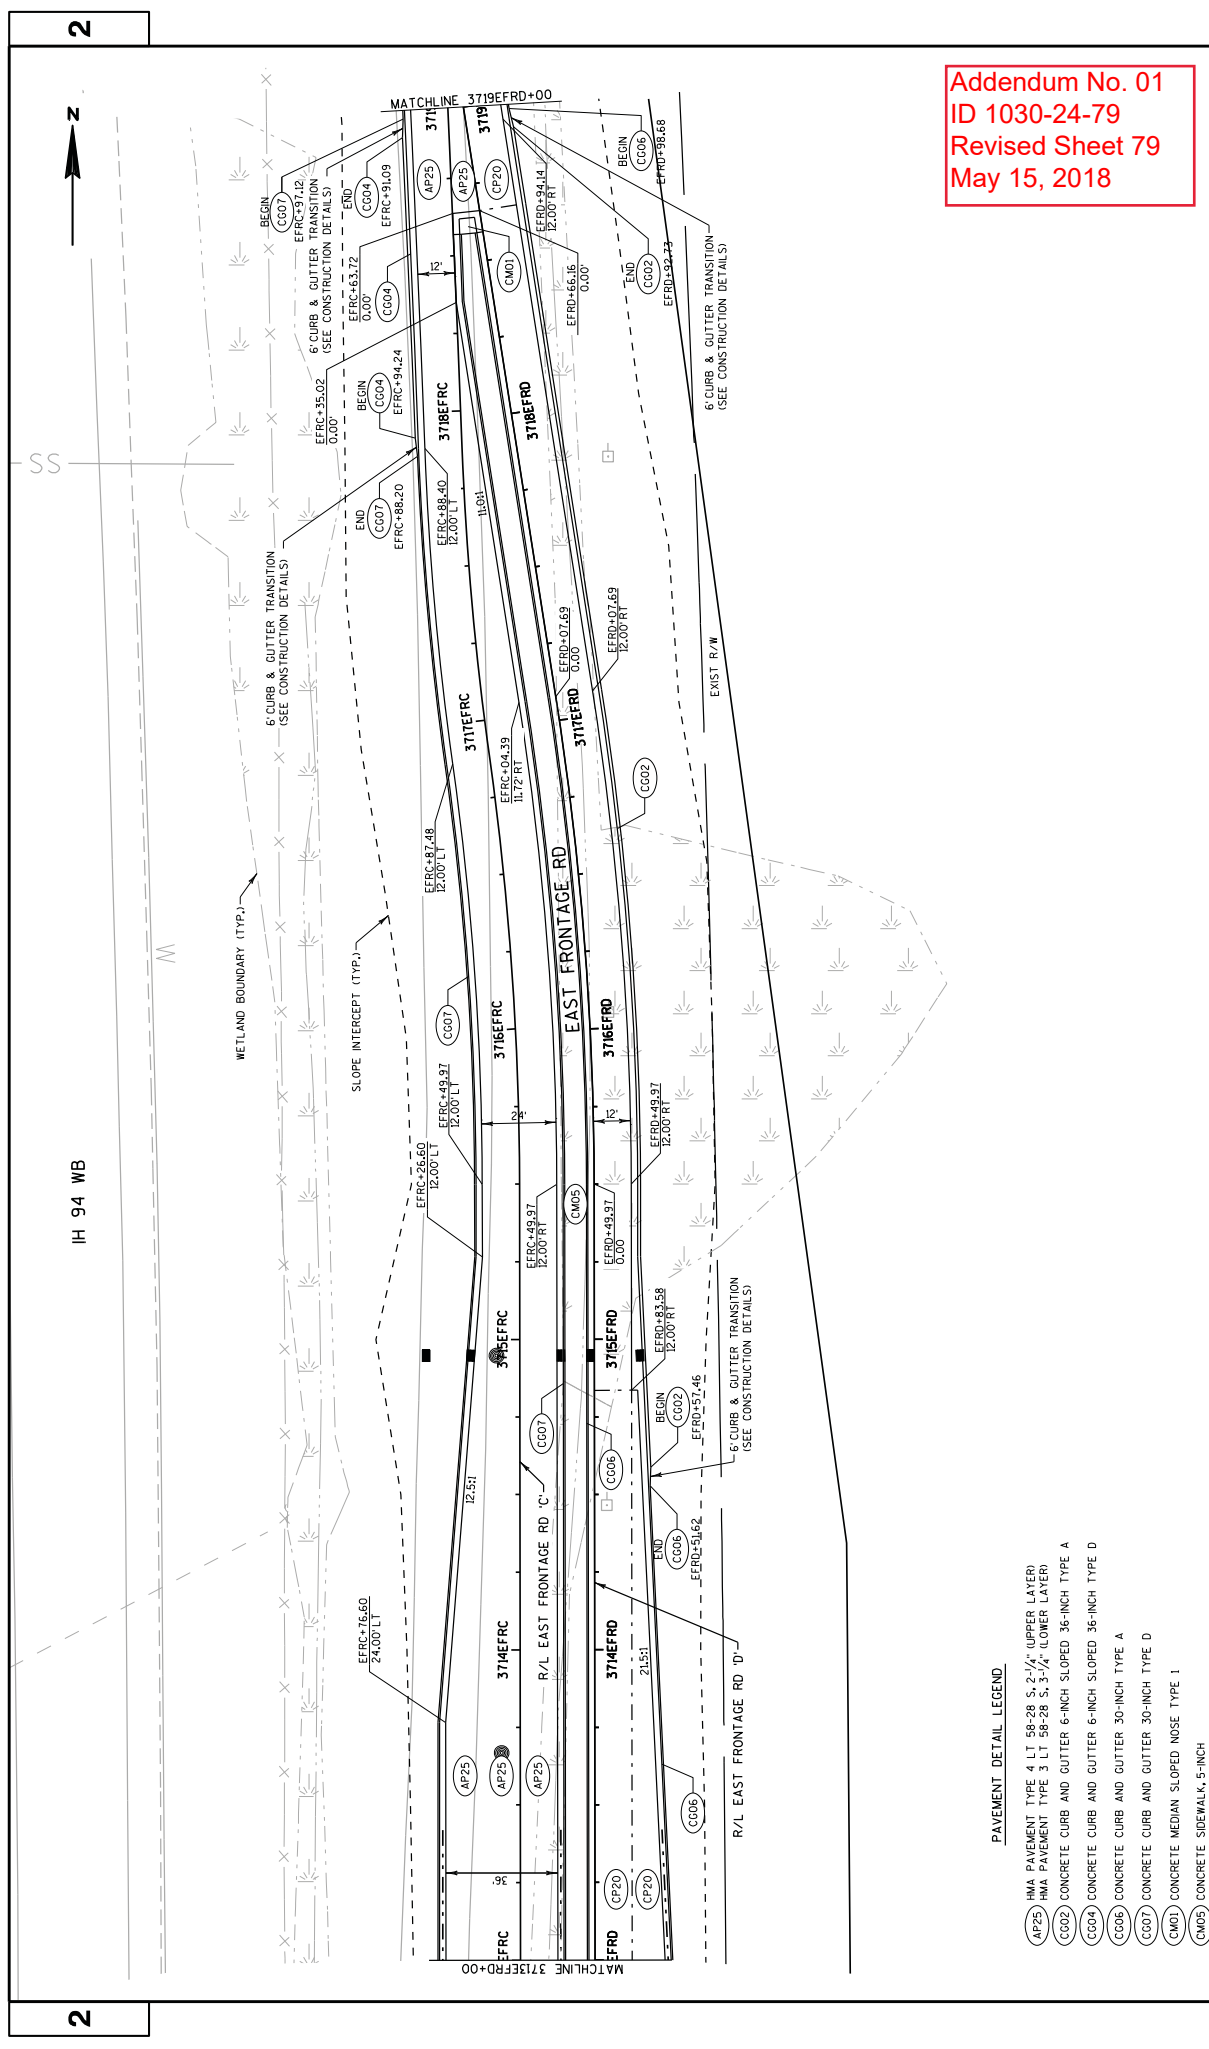 2
Addendum No. 01
ID 1030-24-79
Revised Sheet 79
May 15, 2018
N
MATCHLINE 3719EFRD+00
3719
3719
BEGIN
CG07
EFRC+97.12
6' CURB & GUTTER TRANSITION
(SEE CONSTRUCTION DETAILS)
END
CG04
EFRC+91.09
AP25
AP25
CP20
EFRD+94.14
12.00' RT
BEGIN
CG06
EFRD+98.68
EFRC+63.72
0.00'
CG04
12'
CM01
EFRD+66.16
0.00'
END
CG02
EFRD+92.73
6' CURB & GUTTER TRANSITION
(SEE CONSTRUCTION DETAILS)
EFRC+35.02
0.00'
BEGIN
CG04
EFRC+94.24
3718EFRC
3718EFRD
SS
END
CG07
EFRC+88.20
EFRC+88.40
12.00' LT
11.0:1
6' CURB & GUTTER TRANSITION
(SEE CONSTRUCTION DETAILS)
EFRD+07.69
0.00
EFRD+07.69
12.00' RT
EXIST R/W
3717EFRC
3717EFRD
EFRC+04.39
11.72' RT
CG02
EFRC+87.48
12.00' LT
EAST FRONTAGE RD
WETLAND BOUNDARY (TYP.)
W
SLOPE INTERCEPT (TYP.)
CG07
3716EFRC
3716EFRD
EFRC+49.97
12.00' LT
24'
12'
EFRD+49.97
12.00' RT
IH 94 WB
EFRC+26.60
12.00' LT
CM05
EFRC+49.97
12.00' RT
EFRD+49.97
0.00
3715EFRC
3715EFRD
EFRD+83.58
12.00' RT
6' CURB & GUTTER TRANSITION
(SEE CONSTRUCTION DETAILS)
BEGIN
CG02
EFRD+57.46
CG07
CG06
12.5:1
R/L EAST FRONTAGE RD 'C'
END
CG06
EFRD+51.62
EFRC+76.60
24.00' LT
3714EFRC
3714EFRD
21.5:1
R/L EAST FRONTAGE RD 'D'
AP25
AP25
AP25
CG06
36'
CP20
CP20
EFRC
EFRD
MATCHLINE 3713EFRD+00
PAVEMENT DETAIL LEGEND
AP25 HMA PAVEMENT TYPE 4 LT 58-28 S, 2-1/4" (UPPER LAYER)
HMA PAVEMENT TYPE 3 LT 58-28 S, 3-1/4" (LOWER LAYER)
CG02 CONCRETE CURB AND GUTTER 6-INCH SLOPED 36-INCH TYPE A
CG04 CONCRETE CURB AND GUTTER 6-INCH SLOPED 36-INCH TYPE D
CG06 CONCRETE CURB AND GUTTER 30-INCH TYPE A
CG07 CONCRETE CURB AND GUTTER 30-INCH TYPE D
CM01 CONCRETE MEDIAN SLOPED NOSE TYPE 1
CM05 CONCRETE SIDEWALK, 5-INCH
2